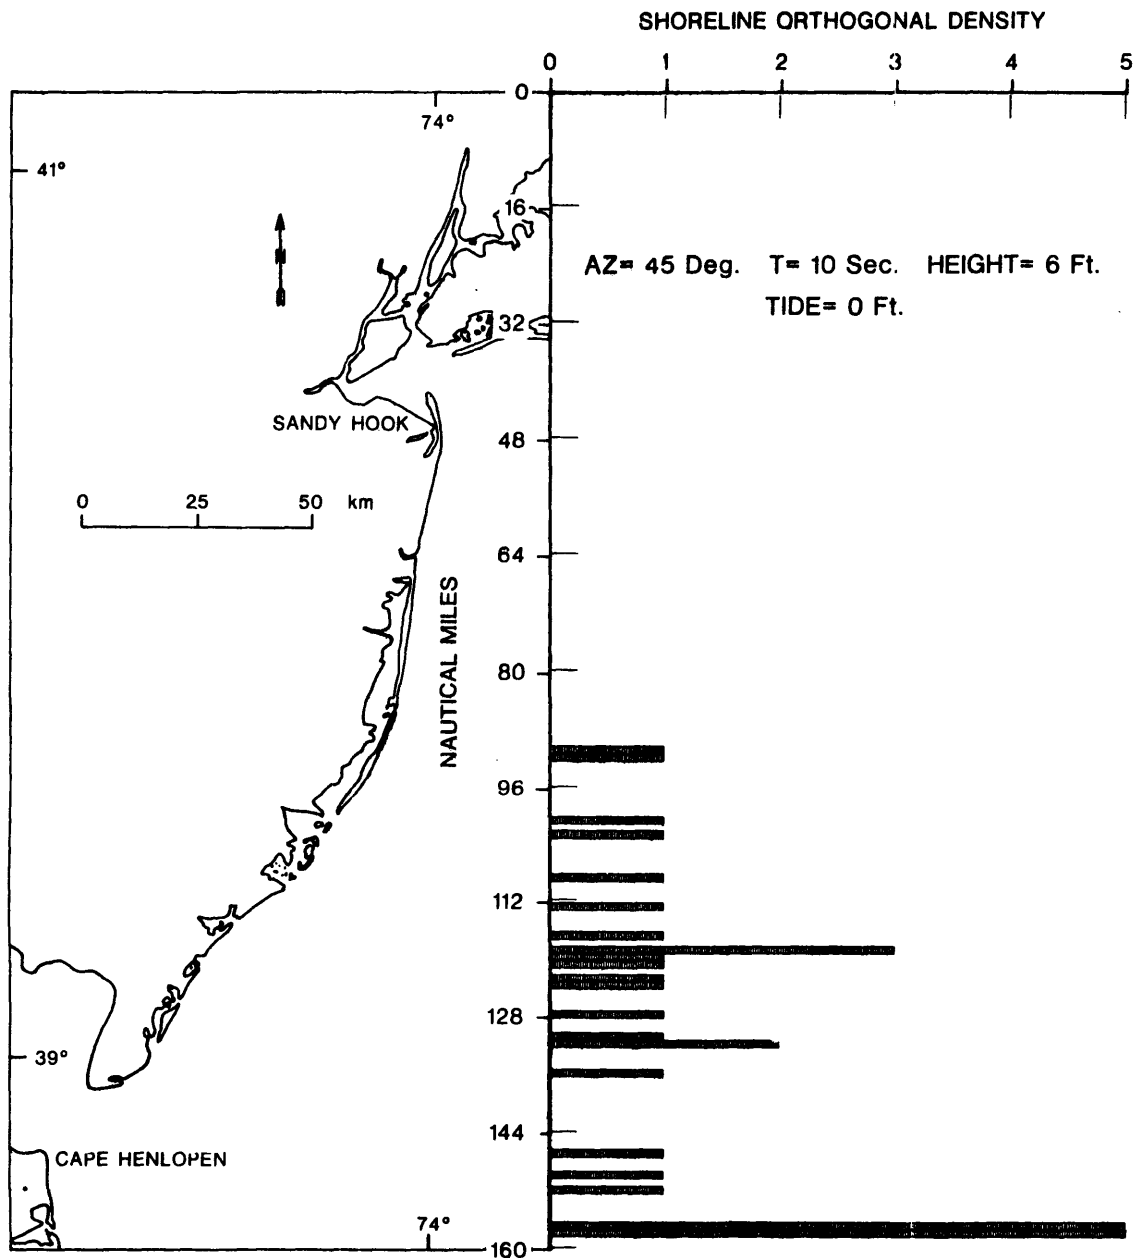 SHORELINE ORTHOGONAL DENSITY
0 1 2 3 4 5
0
74°
41°
16
N
AZ= 45 Deg. T= 10 Sec. HEIGHT= 6 Ft.
TIDE= 0 Ft.
32
SANDY HOOK
48
0 25 50 km
64
NAUTICAL MILES
80
96
112
128
39°
144
CAPE HENLOPEN
74°
160